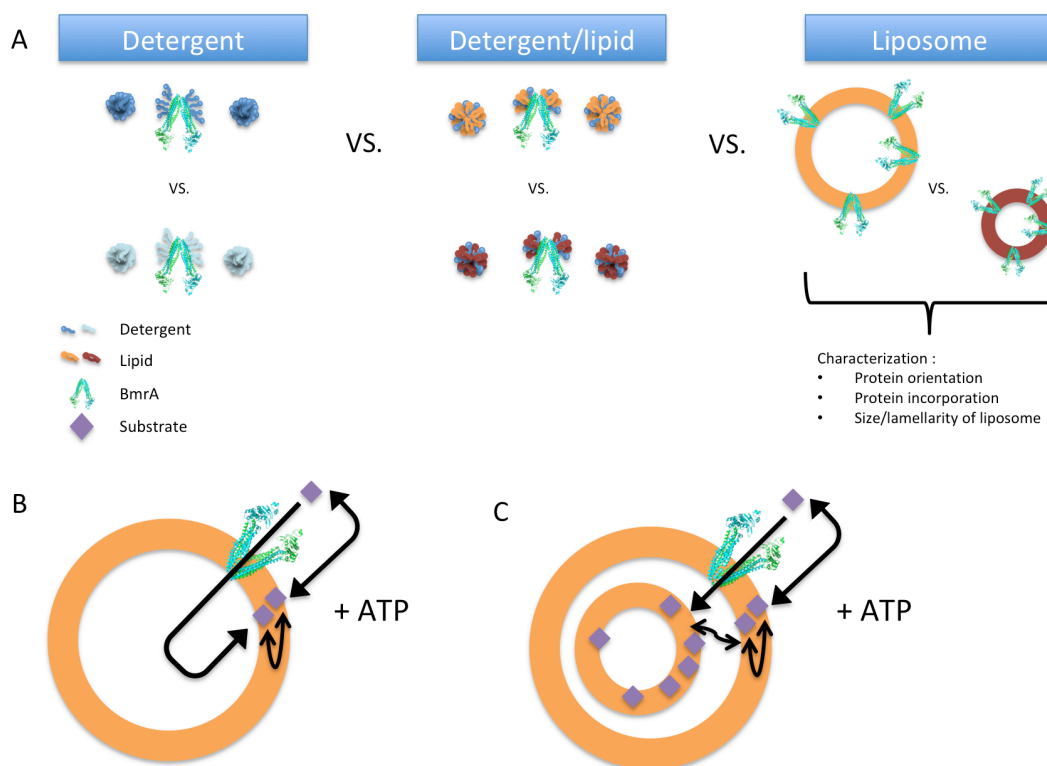 A
Detergent
Detergent/lipid
Liposome
VS.
VS.
vs.
vs.
Detergent
Lipid
BmrA
Substrate
Characterization :
• Protein orientation
• Protein incorporation
• Size/lamellarity of liposome
B
+ ATP
C
+ ATP